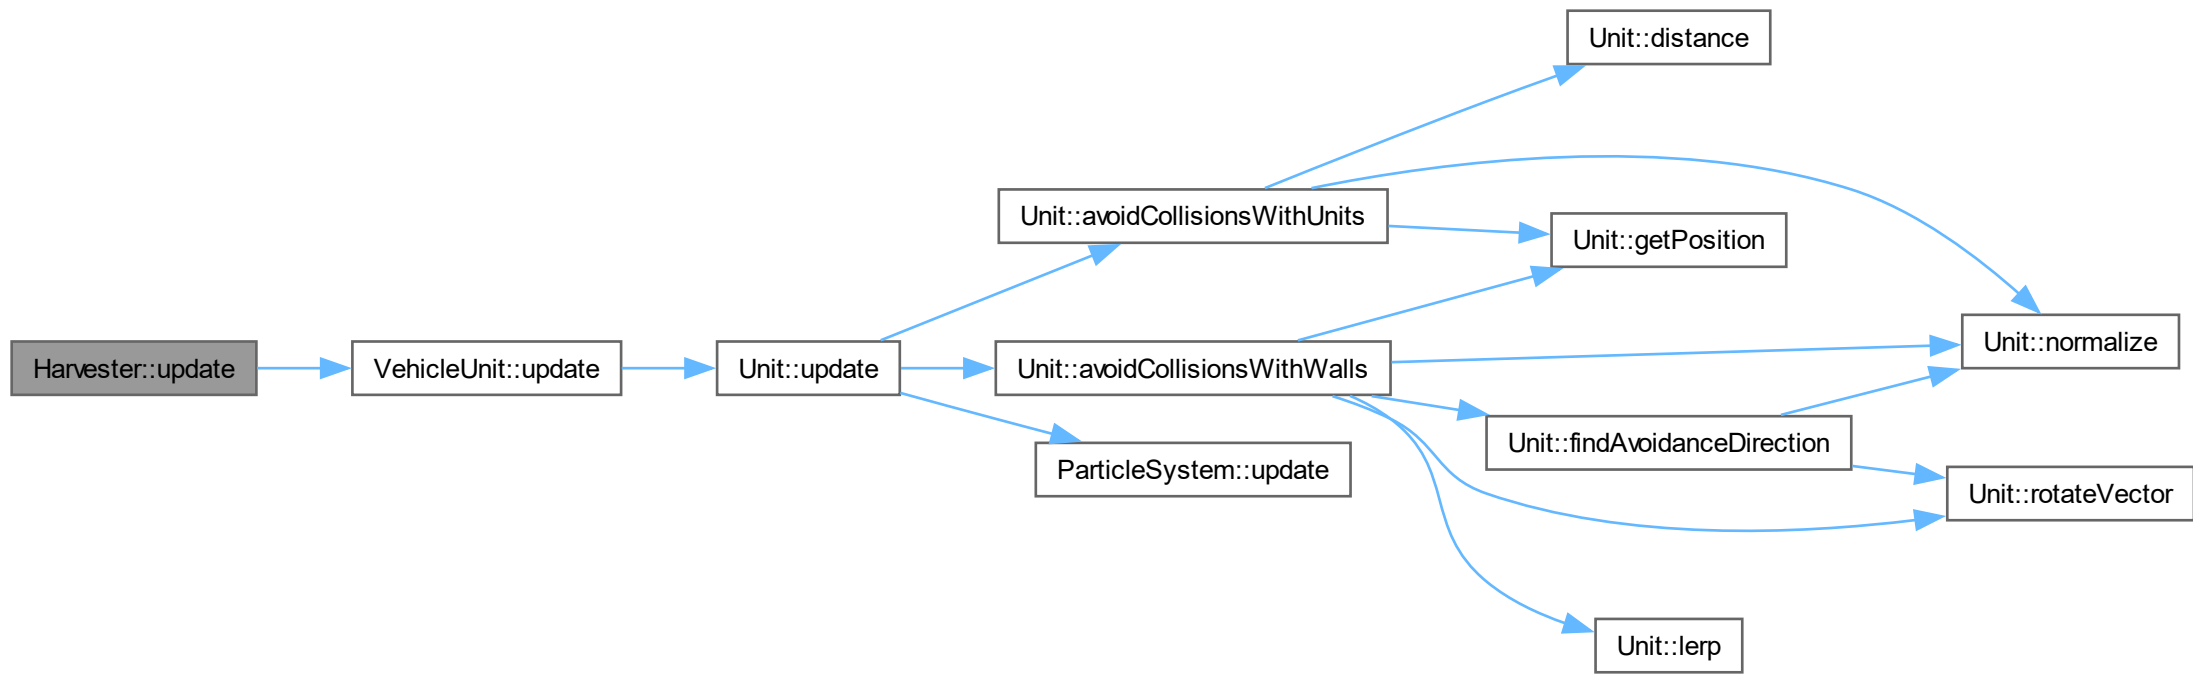 Harvester::update
VehicleUnit::update
Unit::update
Unit::avoidCollisionsWithUnits
Unit::avoidCollisionsWithWalls
ParticleSystem::update
Unit::distance
Unit::getPosition
Unit::findAvoidanceDirection
Unit::lerp
Unit::normalize
Unit::rotateVector